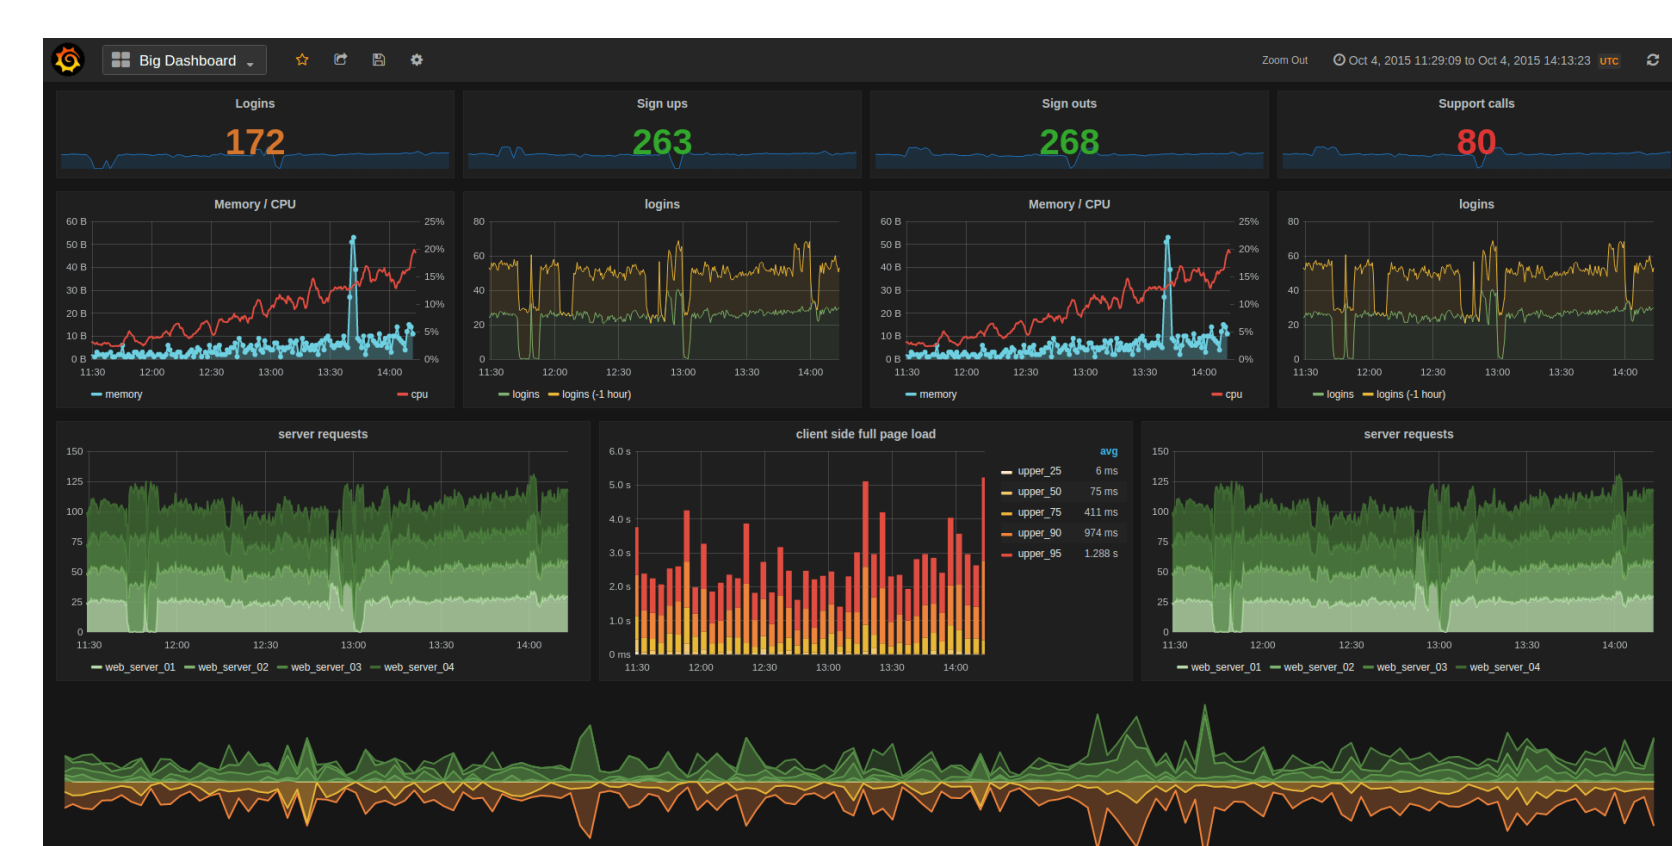 Big Dashboard
Zoom Out Oct 4, 2015 11:29:09 to Oct 4, 2015 14:13:23 UTC
Logins
172
Sign ups
263
Sign outs
268
Support calls
80
Memory / CPU
60 B
50 B
40 B
30 B
20 B
10 B
0 B
25%
20%
15%
10%
5%
0%
11:30 12:00 12:30 13:00 13:30 14:00
memory cpu
logins
80
60
40
20
0
11:30 12:00 12:30 13:00 13:30 14:00
logins logins (-1 hour)
Memory / CPU
60 B
50 B
40 B
30 B
20 B
10 B
0 B
25%
20%
15%
10%
5%
0%
11:30 12:00 12:30 13:00 13:30 14:00
memory cpu
logins
80
60
40
20
0
11:30 12:00 12:30 13:00 13:30 14:00
logins logins (-1 hour)
server requests
150
125
100
75
50
25
0
11:30 12:00 12:30 13:00 13:30 14:00
web_server_01 web_server_02 web_server_03 web_server_04
client side full page load
6.0 s
5.0 s
4.0 s
3.0 s
2.0 s
1.0 s
0 ms
11:30 12:00 12:30 13:00 13:30 14:00
avg
upper_25 6 ms
upper_50 75 ms
upper_75 411 ms
upper_90 974 ms
upper_95 1.288 s
server requests
150
125
100
75
50
25
0
11:30 12:00 12:30 13:00 13:30 14:00
web_server_01 web_server_02 web_server_03 web_server_04